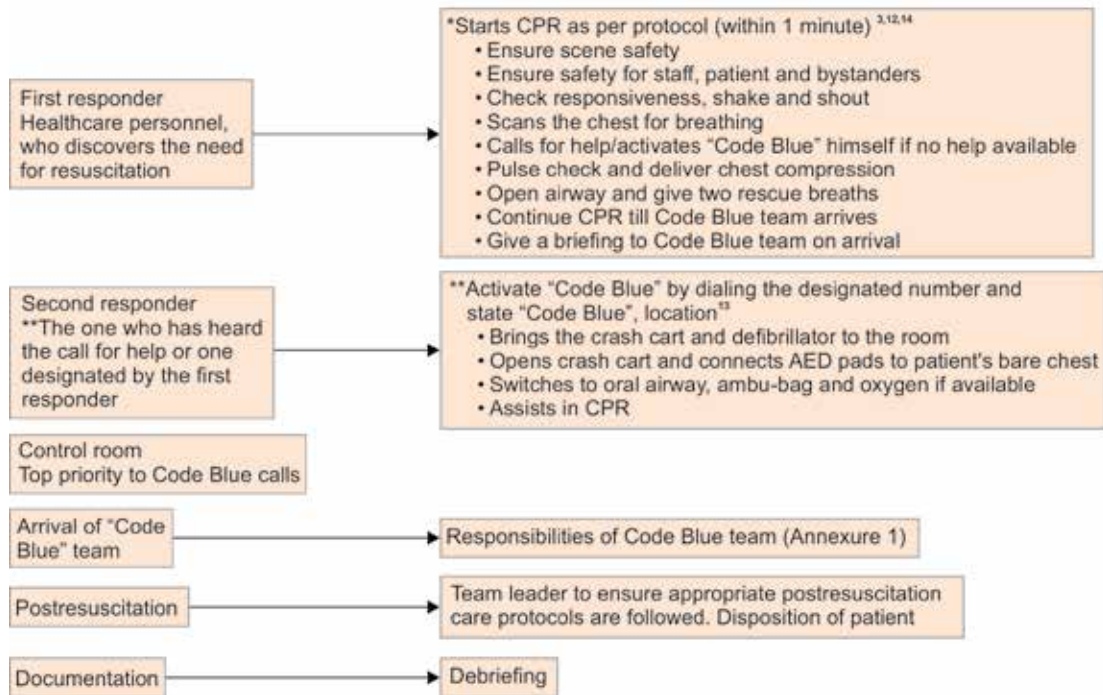 First responder
Healthcare personnel,
who discovers the need
for resuscitation
*Starts CPR as per protocol (within 1 minute) 3,12,14
• Ensure scene safety
• Ensure safety for staff, patient and bystanders
• Check responsiveness, shake and shout
• Scans the chest for breathing
• Calls for help/activates “Code Blue” himself if no help available
• Pulse check and deliver chest compression
• Open airway and give two rescue breaths
• Continue CPR till Code Blue team arrives
• Give a briefing to Code Blue team on arrival
Second responder
**The one who has heard
the call for help or one
designated by the first
responder
**Activate “Code Blue” by dialing the designated number and
state “Code Blue”, location13
• Brings the crash cart and defibrillator to the room
• Opens crash cart and connects AED pads to patient's bare chest
• Switches to oral airway, ambu-bag and oxygen if available
• Assists in CPR
Control room
Top priority to Code Blue calls
Arrival of “Code
Blue” team
Responsibilities of Code Blue team (Annexure 1)
Postresuscitation
Team leader to ensure appropriate postresuscitation
care protocols are followed. Disposition of patient
Documentation
Debriefing